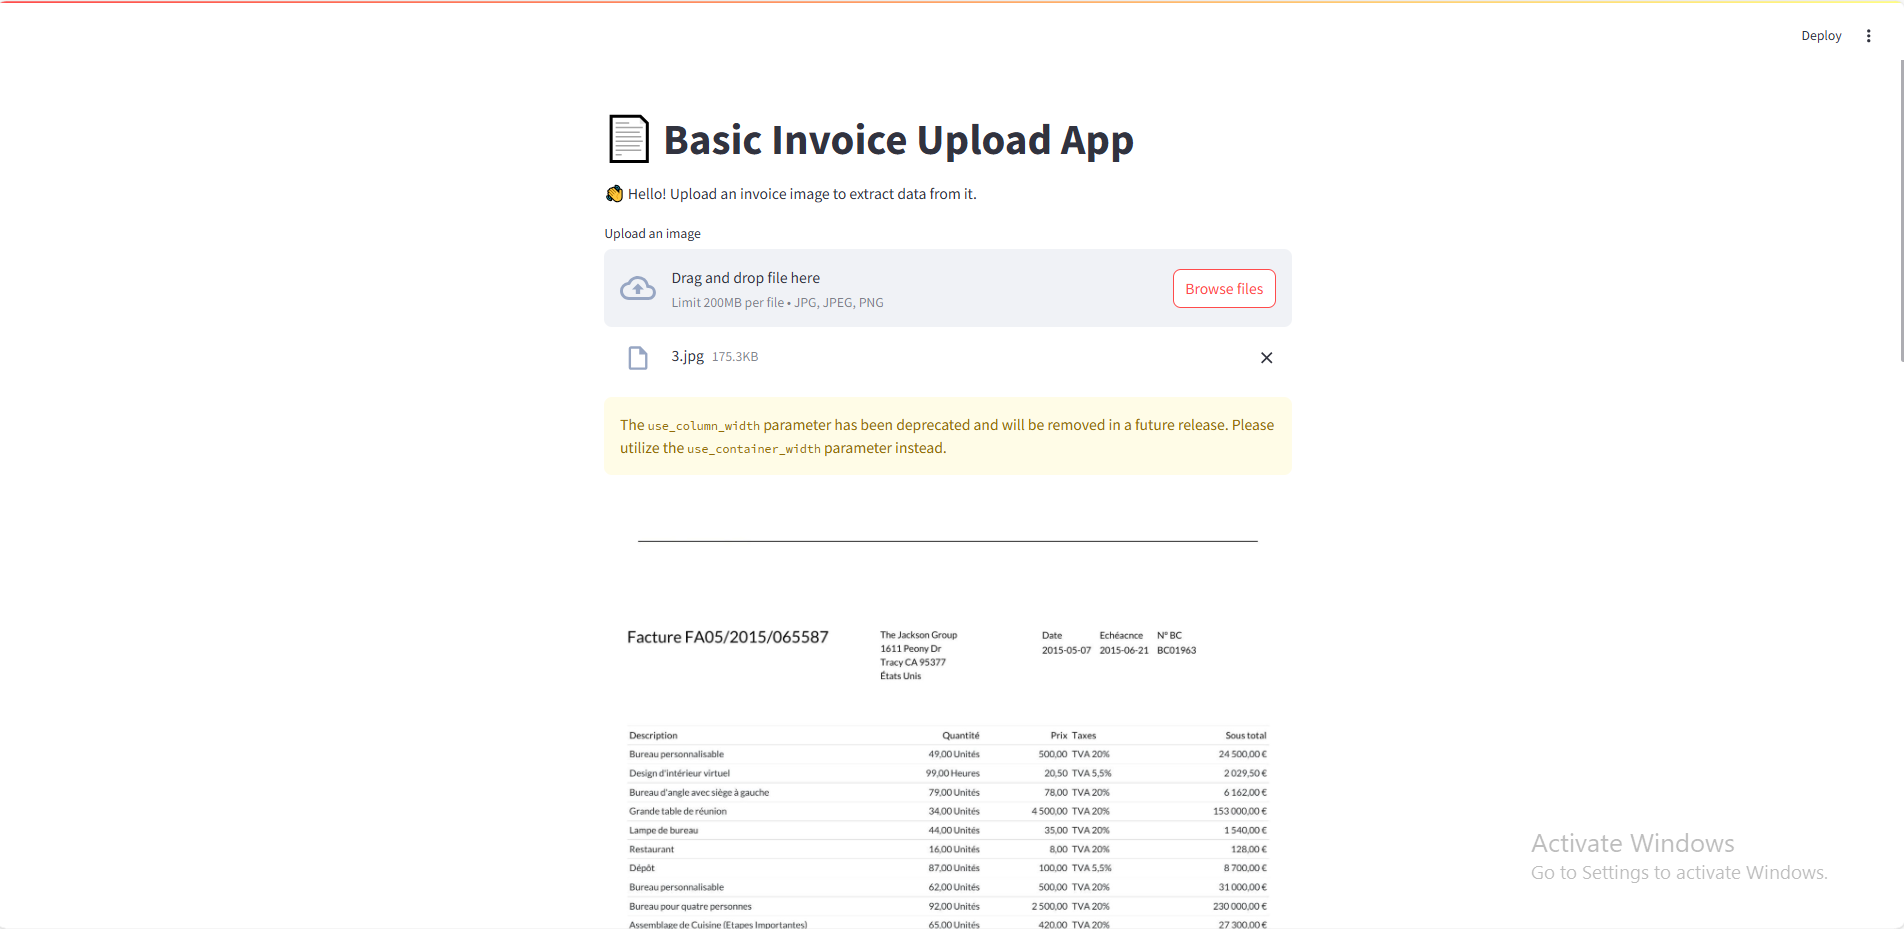 Deploy
Basic Invoice Upload App
Hello! Upload an invoice image to extract data from it.
Upload an image
Drag and drop file here
Limit 200MB per file • JPG, JPEG, PNG
Browse files
3.jpg 175.3KB
The use_column_width parameter has been deprecated and will be removed in a future release. Please
utilize the use_container_width parameter instead.
Facture FA05/2015/065587
The Jackson Group
1611 Peony Dr
Tracy CA 95377
États Unis
Date Echéacnce N° BC
2015-05-07 2015-06-21 BC01963
Description Quantité Prix Taxes Sous total
Bureau personnalisable 49,00 Unités 500,00 TVA 20% 24 500,00 €
Design d'intérieur virtuel 99,00 Heures 20,50 TVA 5,5% 2 029,50 €
Bureau d'angle avec siège à gauche 79,00 Unités 78,00 TVA 20% 6 162,00 €
Grande table de réunion 34,00 Unités 4 500,00 TVA 20% 153 000,00 €
Lampe de bureau 44,00 Unités 35,00 TVA 20% 1 540,00 €
Restaurant 16,00 Unités 8,00 TVA 20% 128,00 €
Dépôt 87,00 Unités 100,00 TVA 5,5% 8 700,00 €
Bureau personnalisable 62,00 Unités 500,00 TVA 20% 31 000,00 €
Bureau pour quatre personnes 92,00 Unités 2 500,00 TVA 20% 230 000,00 €
Assemblage de Cuisine (Etapes Importantes) 65,00 Unités 420,00 TVA 20% 27 300,00 €
Activate Windows
Go to Settings to activate Windows.